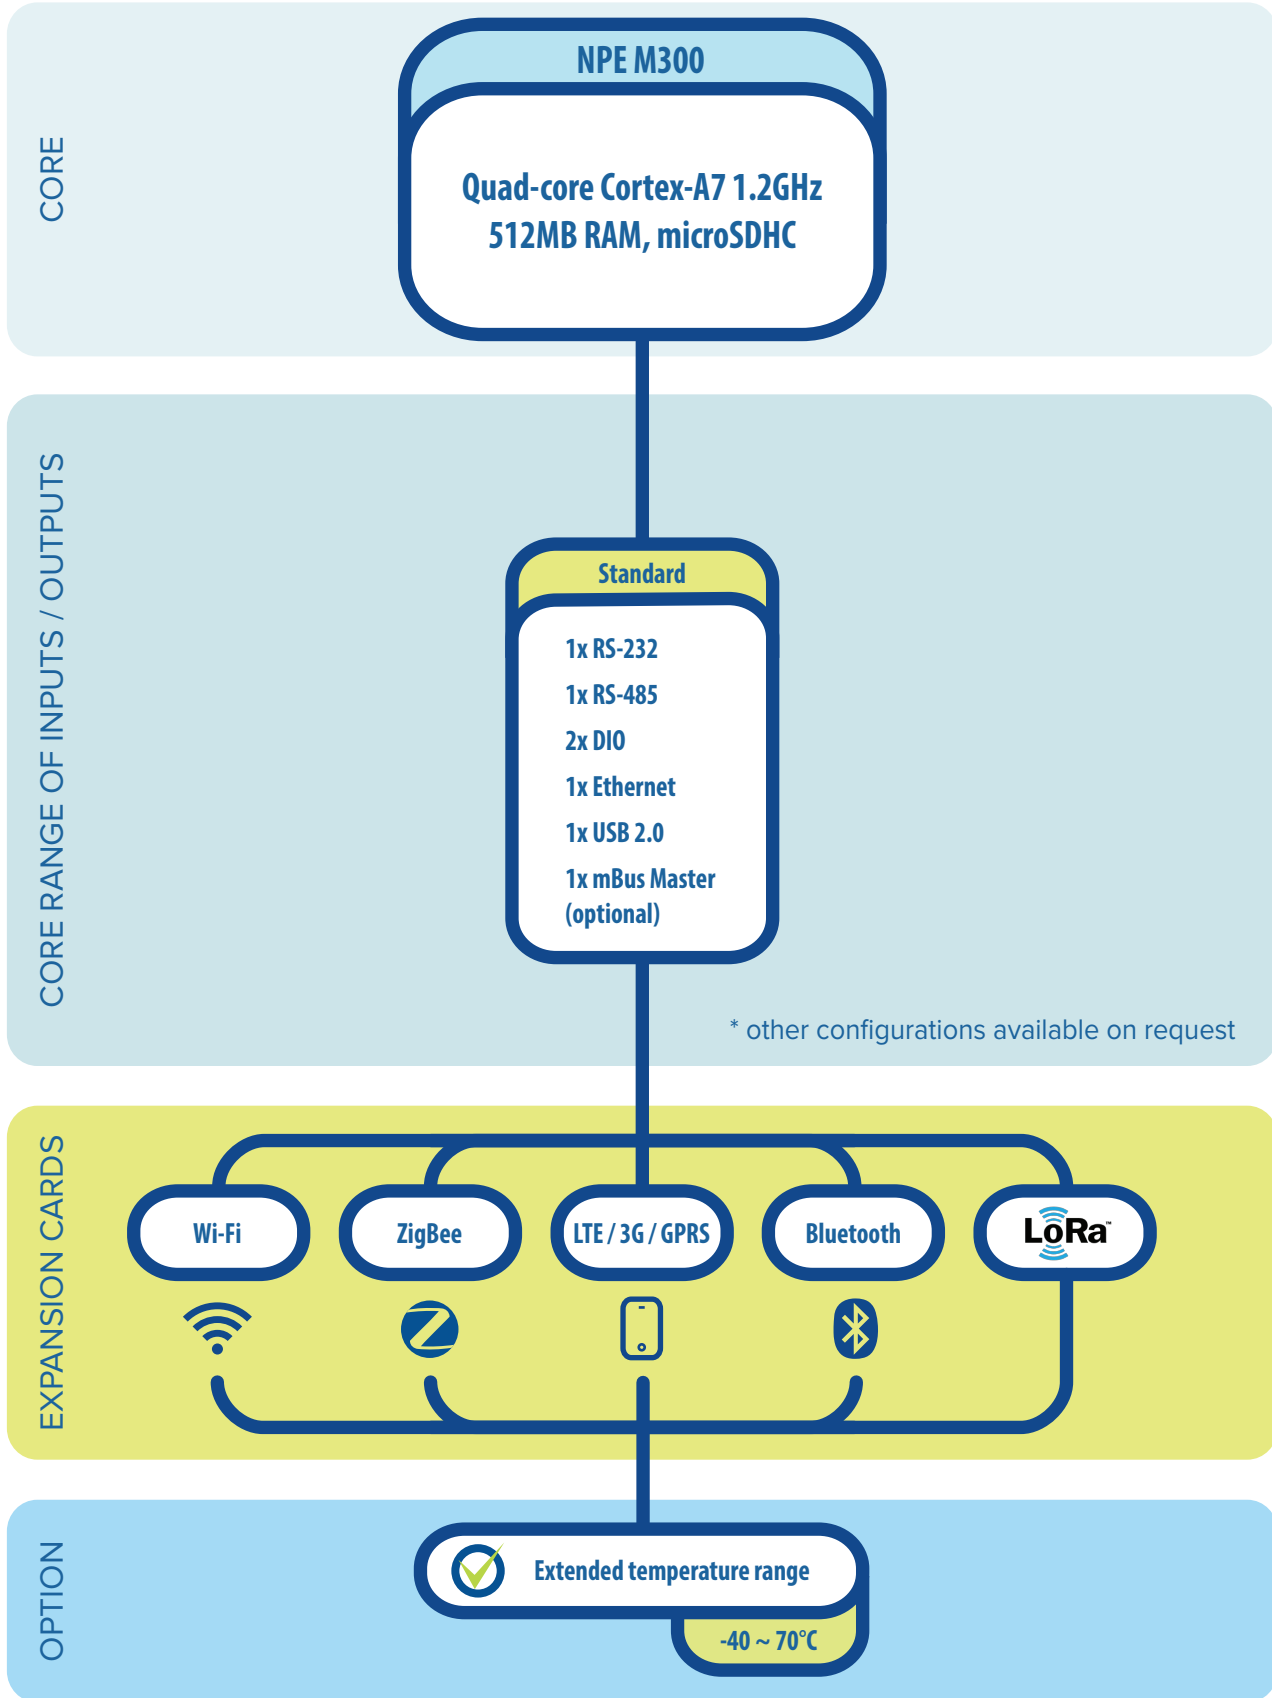 CORE
NPE M300
Quad-core Cortex-A7 1.2GHz
512MB RAM, microSDHC
CORE RANGE OF INPUTS / OUTPUTS
Standard
1x RS-232
1x RS-485
2x DIO
1x Ethernet
1x USB 2.0
1x mBus Master
(optional)
* other configurations available on request
EXPANSION CARDS
Wi-Fi
ZigBee
LTE / 3G / GPRS
Bluetooth
LoRa™
OPTION
Extended temperature range
-40 ~ 70°C